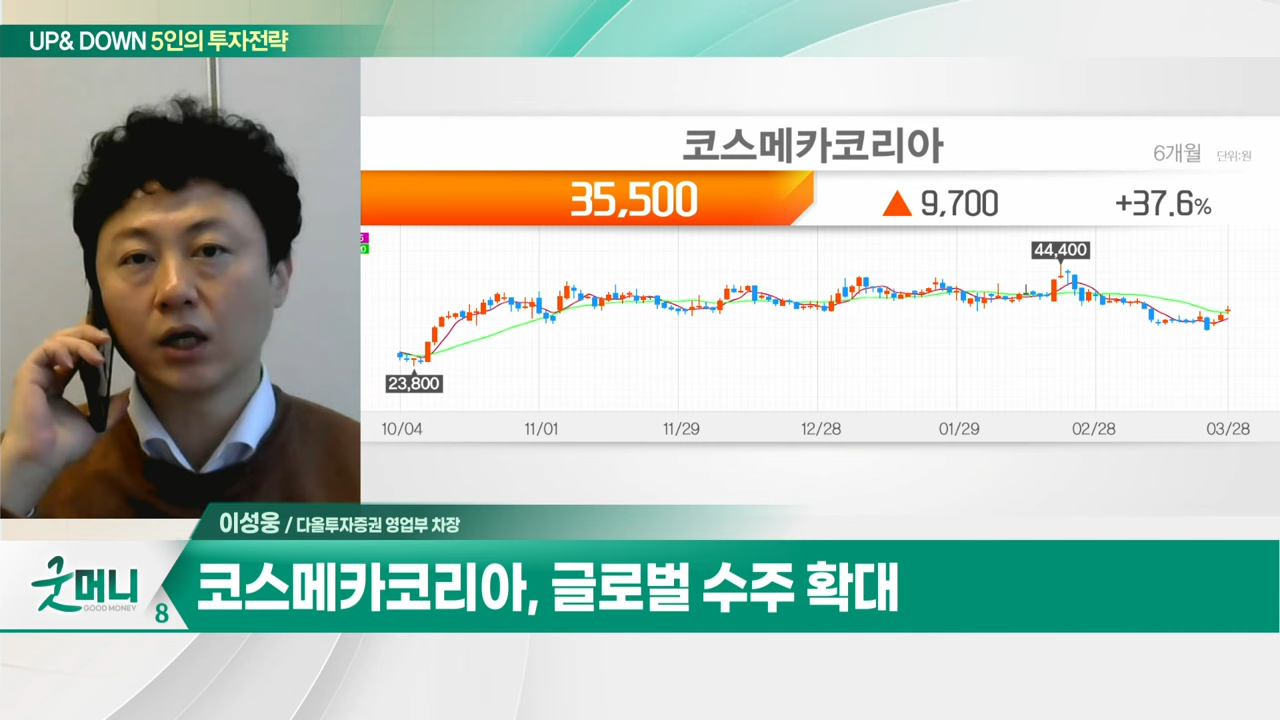 UP& DOWN 5인의 투자전략
코스메카코리아
6개월 단위:원
35,500 ▲ 9,700 +37.6%
44,400
23,800
10/04 11/01 11/29 12/28 01/29 02/28 03/28
이성웅 / 다올투자증권 영업부 차장
굿머니
GOOD MONEY
8
코스메카코리아, 글로벌 수주 확대